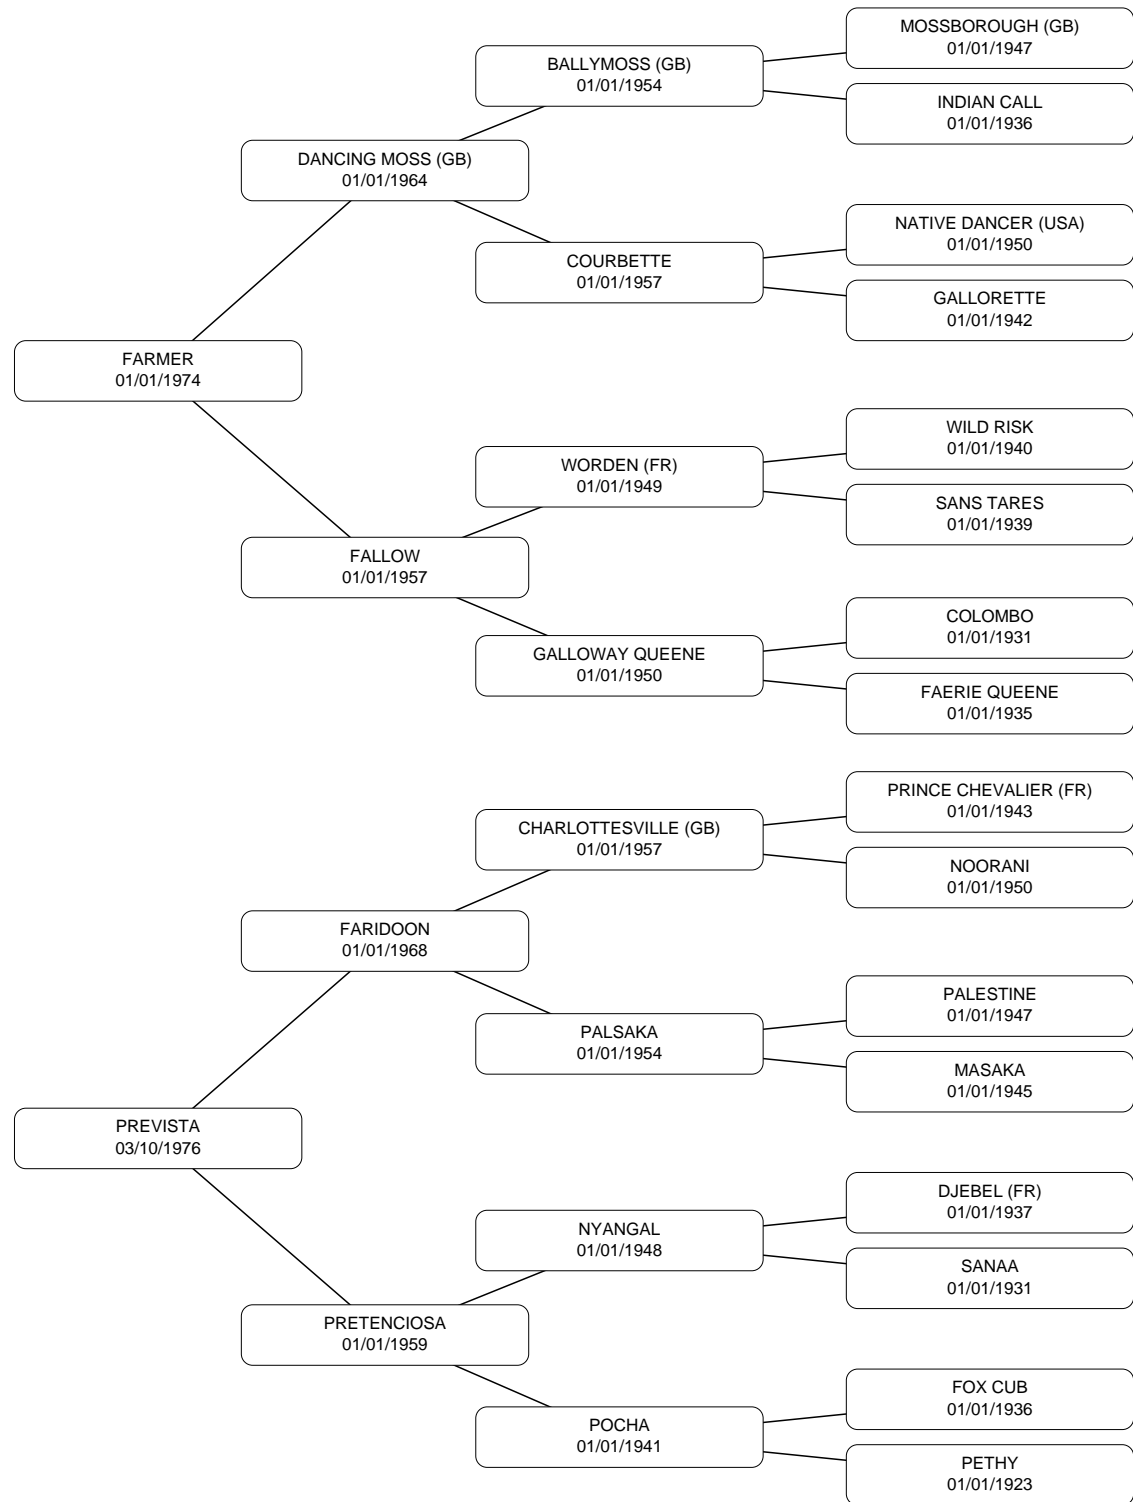 MOSSBOROUGH (GB)
01/01/1947
BALLYMOSS (GB)
01/01/1954
INDIAN CALL
01/01/1936
DANCING MOSS (GB)
01/01/1964
NATIVE DANCER (USA)
01/01/1950
COURBETTE
01/01/1957
GALLORETTE
01/01/1942
FARMER
01/01/1974
WILD RISK
01/01/1940
WORDEN (FR)
01/01/1949
SANS TARES
01/01/1939
FALLOW
01/01/1957
COLOMBO
01/01/1931
GALLOWAY QUEENE
01/01/1950
FAERIE QUEENE
01/01/1935
PRINCE CHEVALIER (FR)
01/01/1943
CHARLOTTESVILLE (GB)
01/01/1957
NOORANI
01/01/1950
FARIDOON
01/01/1968
PALESTINE
01/01/1947
PALSAKA
01/01/1954
MASAKA
01/01/1945
PREVISTA
03/10/1976
DJEBEL (FR)
01/01/1937
NYANGAL
01/01/1948
SANAA
01/01/1931
PRETENCIOSA
01/01/1959
FOX CUB
01/01/1936
POCHA
01/01/1941
PETHY
01/01/1923